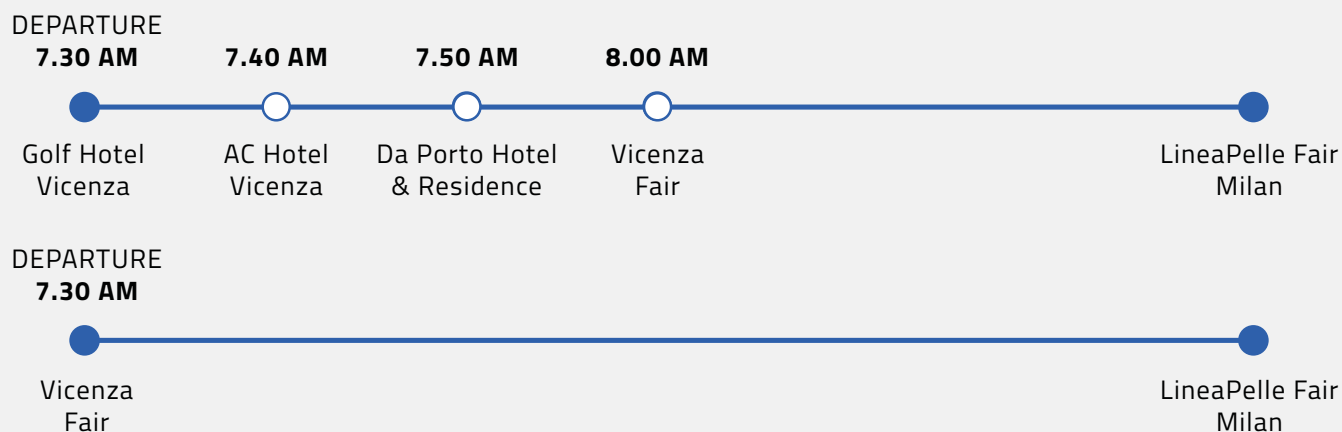 DEPARTURE
7.30 AM 7.40 AM 7.50 AM 8.00 AM
Golf Hotel AC Hotel Da Porto Hotel Vicenza LineaPelle Fair
Vicenza Vicenza & Residence Fair Milan
DEPARTURE
7.30 AM
Vicenza LineaPelle Fair
Fair Milan